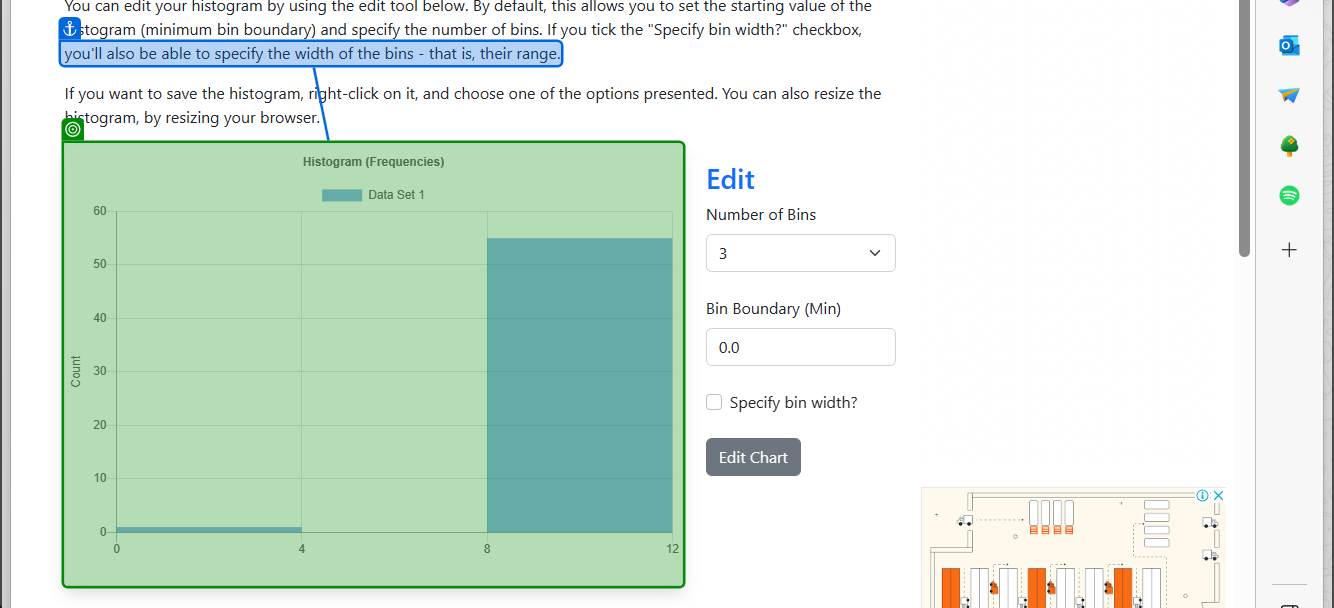 You can edit your histogram by using the edit tool below. By default, this allows you to set the starting value of the
stogram (minimum bin boundary) and specify the number of bins. If you tick the "Specify bin width?" checkbox,
you'll also be able to specify the width of the bins - that is, their range.
If you want to save the histogram, right-click on it, and choose one of the options presented. You can also resize the
histogram, by resizing your browser.
Histogram (Frequencies)
Data Set 1
60
50
40
30
20
10
0
Count
0 4 8 12
Edit
Number of Bins
3
Bin Boundary (Min)
0.0
Specify bin width?
Edit Chart